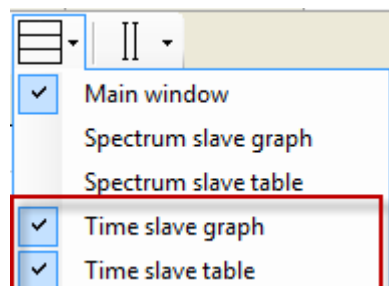 Main window
Spectrum slave graph
Spectrum slave table
Time slave graph
Time slave table